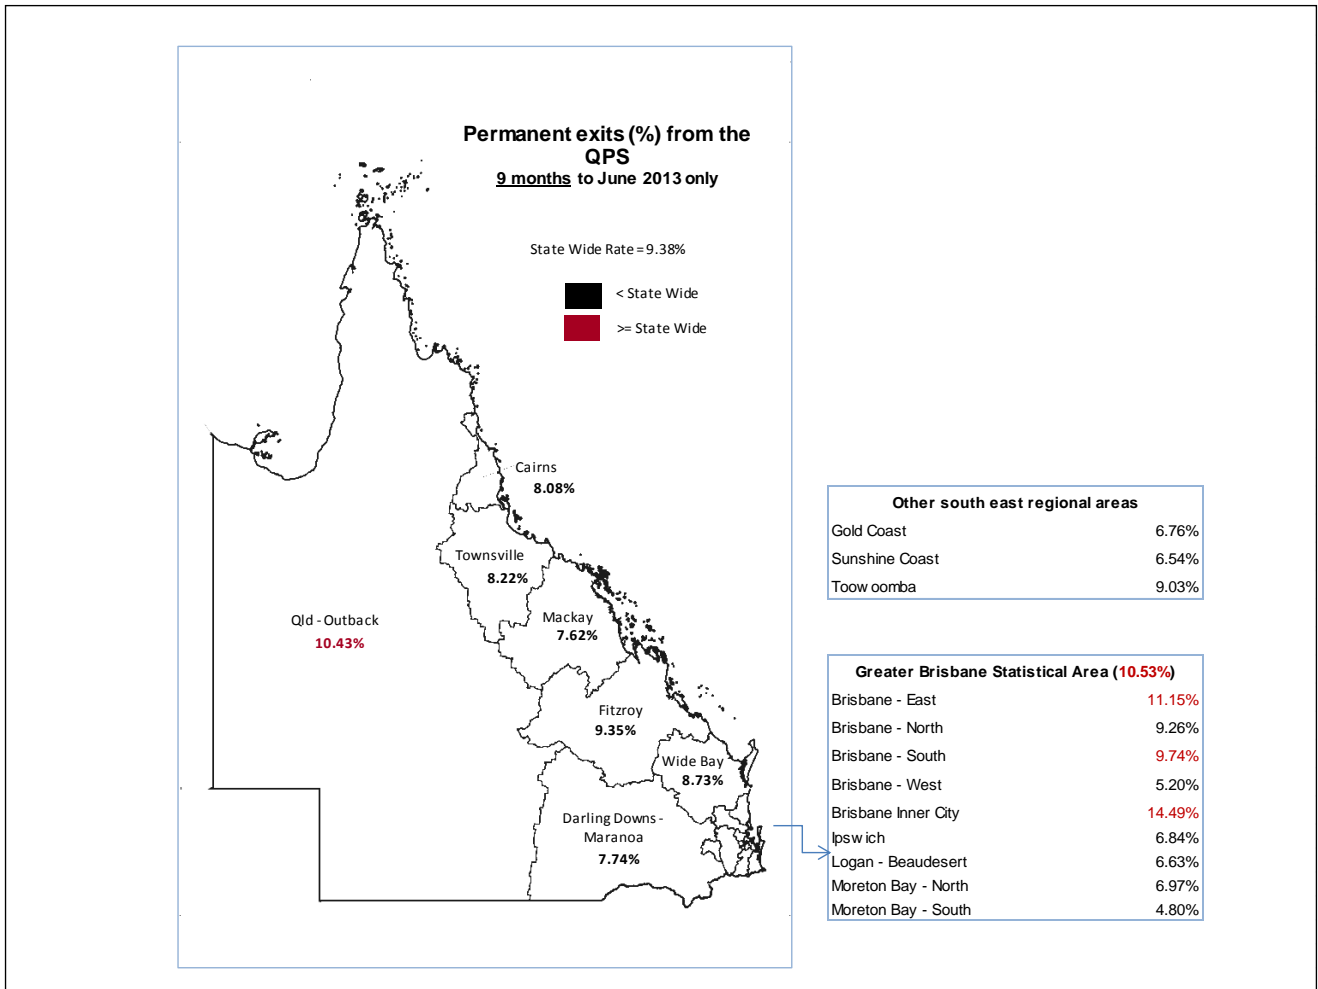 Permanent exits (%) from the
QPS
9 months to June 2013 only
State Wide Rate = 9.38%
< State Wide
>= State Wide
Cairns
8.08%
Townsville
8.22%
Qld - Outback
10.43%
Mackay
7.62%
Fitzroy
9.35%
Wide Bay
8.73%
Darling Downs -
Maranoa
7.74%
Other south east regional areas
Gold Coast 6.76%
Sunshine Coast 6.54%
Toowoomba 9.03%
Greater Brisbane Statistical Area (10.53%)
Brisbane - East 11.15%
Brisbane - North 9.26%
Brisbane - South 9.74%
Brisbane - West 5.20%
Brisbane Inner City 14.49%
Ipswich 6.84%
Logan - Beaudesert 6.63%
Moreton Bay - North 6.97%
Moreton Bay - South 4.80%